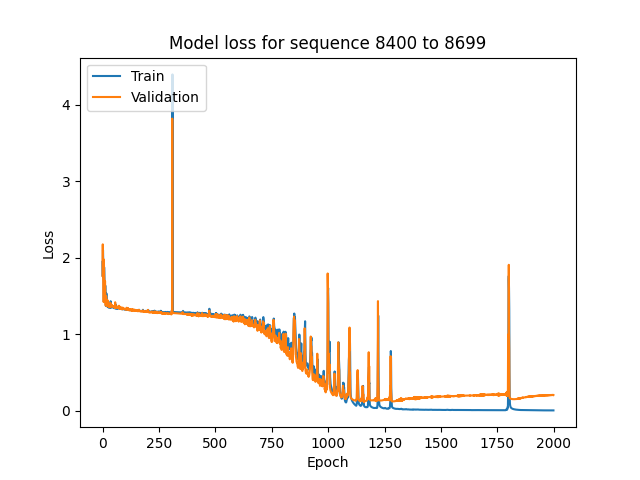 Model loss for sequence 8400 to 8699
Train
Validation
4
3
2
1
0
Loss
0 250 500 750 1000 1250 1500 1750 2000
Epoch